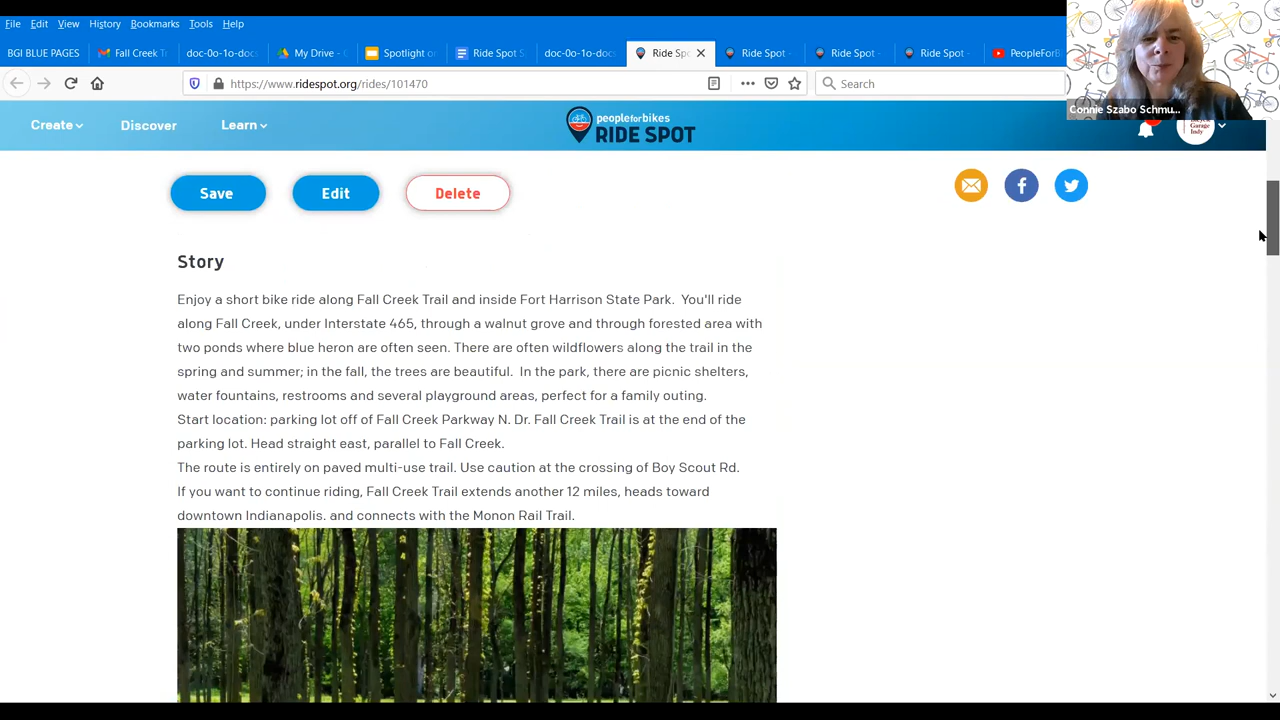 File Edit View History Bookmarks Tools Help
BGI BLUE PAGES Fall Creek Tr doc-0o-1o-docs My Drive - Spotlight o Ride Spot S doc-0o-1o-docs Ride Spo Ride Spot - Ride Spot - Ride Spot - PeopleForB
https://www.ridespot.org/rides/101470 Search
Connie Szabo Schmu...
Create Discover Learn
peopleforbikes
RIDE SPOT
Bicycle
Garage
Indy
Save Edit Delete
Story
Enjoy a short bike ride along Fall Creek Trail and inside Fort Harrison State Park. You'll ride
along Fall Creek, under Interstate 465, through a walnut grove and through forested area with
two ponds where blue heron are often seen. There are often wildflowers along the trail in the
spring and summer; in the fall, the trees are beautiful. In the park, there are picnic shelters,
water fountains, restrooms and several playground areas, perfect for a family outing.
Start location: parking lot off of Fall Creek Parkway N. Dr. Fall Creek Trail is at the end of the
parking lot. Head straight east, parallel to Fall Creek.
The route is entirely on paved multi-use trail. Use caution at the crossing of Boy Scout Rd.
If you want to continue riding, Fall Creek Trail extends another 12 miles, heads toward
downtown Indianapolis. and connects with the Monon Rail Trail.